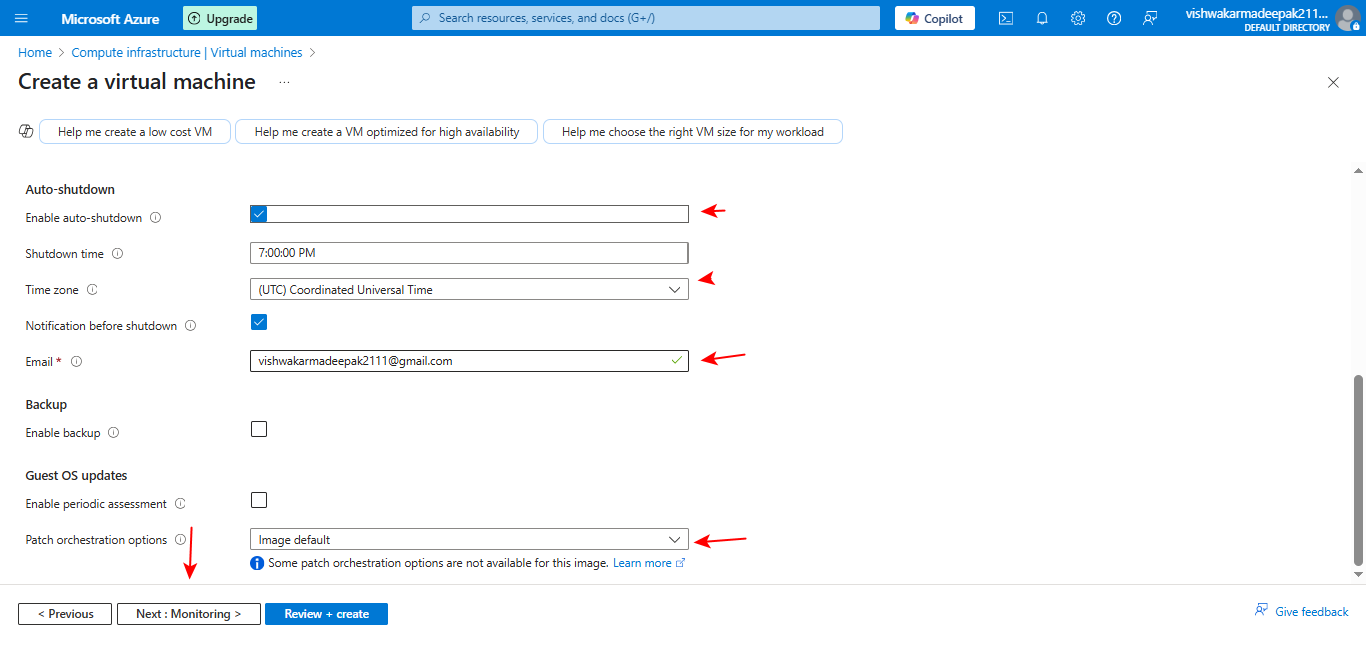 Microsoft Azure Upgrade Search resources, services, and docs (G+/) Copilot vishwakarmadeepak211...
DEFAULT DIRECTORY
Home > Compute infrastructure | Virtual machines >
Create a virtual machine ...
Help me create a low cost VM Help me create a VM optimized for high availability Help me choose the right VM size for my workload
Auto-shutdown
Enable auto-shutdown
Shutdown time 7:00:00 PM
Time zone (UTC) Coordinated Universal Time
Notification before shutdown
Email * vishwakarmadeepak2111@gmail.com
Backup
Enable backup
Guest OS updates
Enable periodic assessment
Patch orchestration options Image default
Some patch orchestration options are not available for this image. Learn more
< Previous Next : Monitoring > Review + create Give feedback